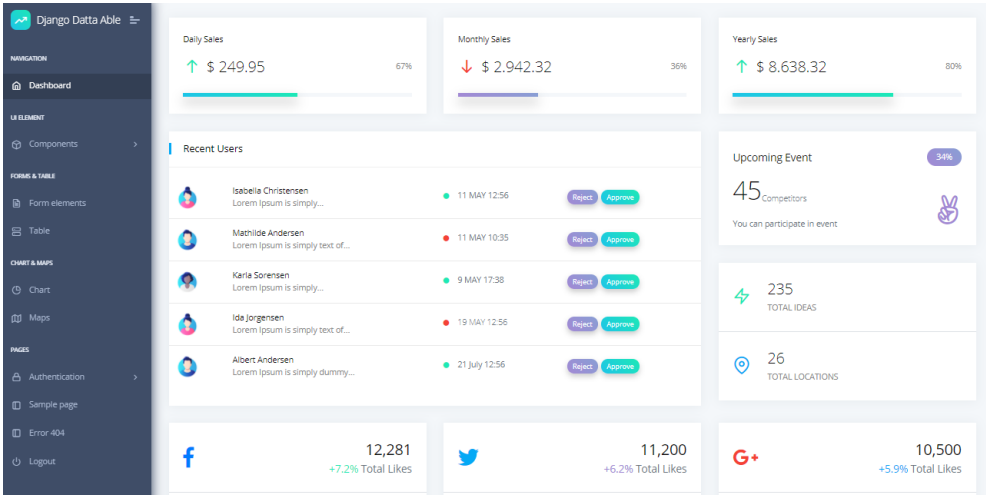 Django Datta Able
NAVIGATION
Dashboard
UI ELEMENT
Components
FORMS & TABLE
Form elements
Table
CHART & MAPS
Chart
Maps
PAGES
Authentication
Sample page
Error 404
Logout
Daily Sales
$ 249.95 67%
Monthly Sales
$ 2.942.32 36%
Yearly Sales
$ 8.638.32 80%
Recent Users
Isabella Christensen
Lorem Ipsum is simply...
11 MAY 12:56 Reject Approve
Mathilde Andersen
Lorem Ipsum is simply text of...
11 MAY 10:35 Reject Approve
Karla Sorensen
Lorem Ipsum is simply...
9 MAY 17:38 Reject Approve
Ida Jorgensen
Lorem Ipsum is simply text of...
19 MAY 12:56 Reject Approve
Albert Andersen
Lorem Ipsum is simply dummy...
21 July 12:56 Reject Approve
Upcoming Event 34%
45 Competitors
You can participate in event
235
TOTAL IDEAS
26
TOTAL LOCATIONS
12,281
+7.2% Total Likes
11,200
+6.2% Total Likes
G+ 10,500
+5.9% Total Likes